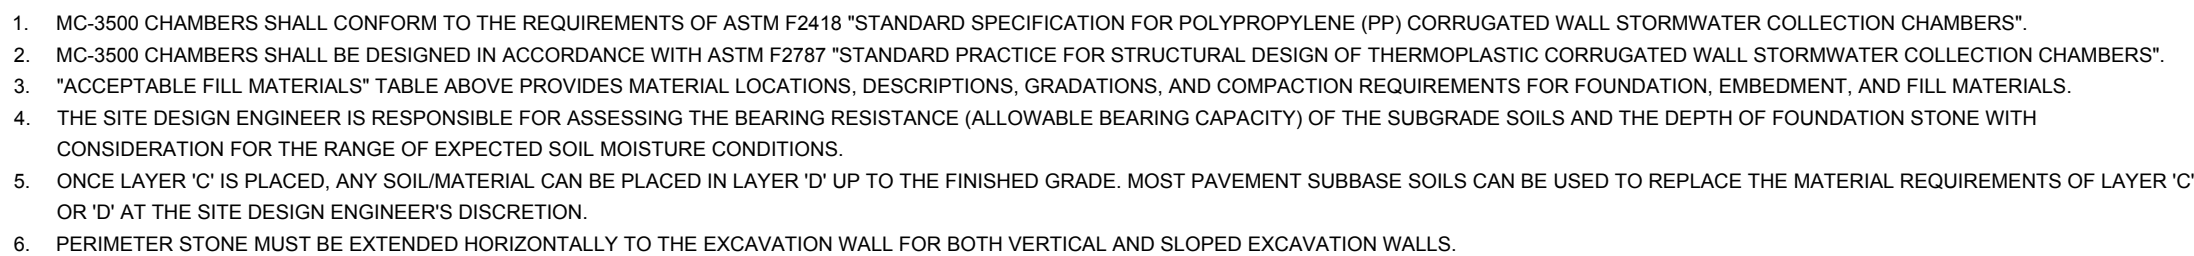 1. MC-3500 CHAMBERS SHALL CONFORM TO THE REQUIREMENTS OF ASTM F2418 "STANDARD SPECIFICATION FOR POLYPROPYLENE (PP) CORRUGATED WALL STORMWATER COLLECTION CHAMBERS".
2. MC-3500 CHAMBERS SHALL BE DESIGNED IN ACCORDANCE WITH ASTM F2787 "STANDARD PRACTICE FOR STRUCTURAL DESIGN OF THERMOPLASTIC CORRUGATED WALL STORMWATER COLLECTION CHAMBERS".
3. "ACCEPTABLE FILL MATERIALS" TABLE ABOVE PROVIDES MATERIAL LOCATIONS, DESCRIPTIONS, GRADATIONS, AND COMPACTION REQUIREMENTS FOR FOUNDATION, EMBEDMENT, AND FILL MATERIALS.
4. THE SITE DESIGN ENGINEER IS RESPONSIBLE FOR ASSESSING THE BEARING RESISTANCE (ALLOWABLE BEARING CAPACITY) OF THE SUBGRADE SOILS AND THE DEPTH OF FOUNDATION STONE WITH
CONSIDERATION FOR THE RANGE OF EXPECTED SOIL MOISTURE CONDITIONS.
5. ONCE LAYER 'C' IS PLACED, ANY SOIL/MATERIAL CAN BE PLACED IN LAYER 'D' UP TO THE FINISHED GRADE. MOST PAVEMENT SUBBASE SOILS CAN BE USED TO REPLACE THE MATERIAL REQUIREMENTS OF LAYER 'C'
OR 'D' AT THE SITE DESIGN ENGINEER'S DISCRETION.
6. PERIMETER STONE MUST BE EXTENDED HORIZONTALLY TO THE EXCAVATION WALL FOR BOTH VERTICAL AND SLOPED EXCAVATION WALLS.